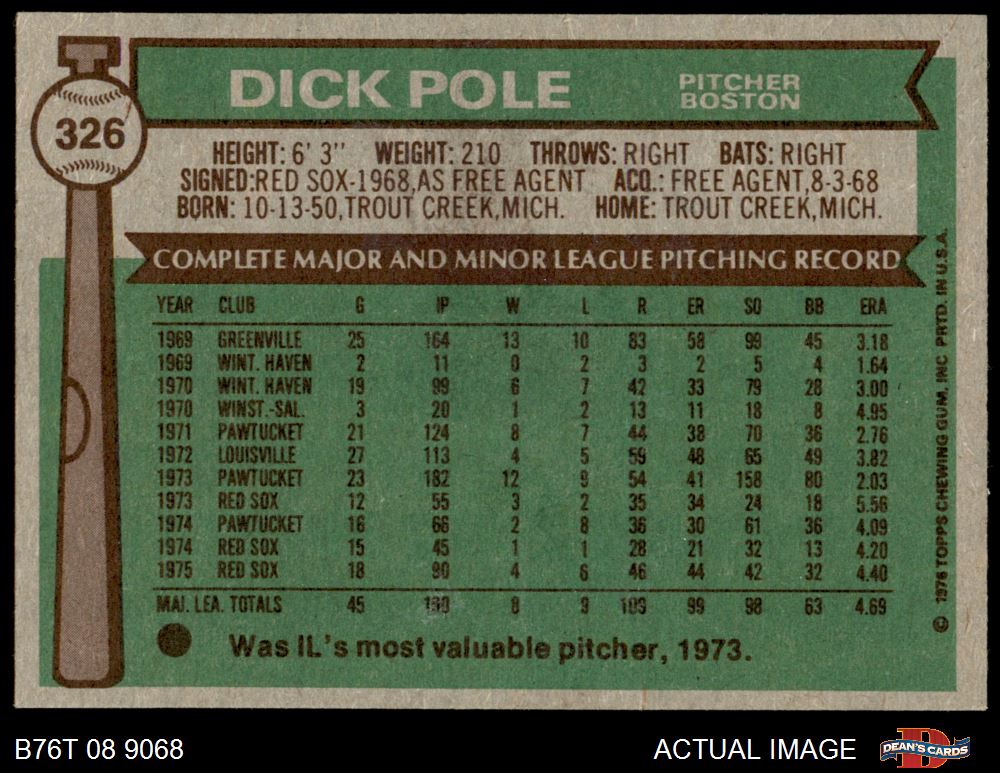 DICK POLE
PITCHER
BOSTON
326
HEIGHT: 6' 3" WEIGHT: 210 THROWS: RIGHT BATS: RIGHT
SIGNED:RED SOX-1968,AS FREE AGENT ACQ.: FREE AGENT,8-3-68
BORN: 10-13-50,TROUT CREEK,MICH. HOME: TROUT CREEK,MICH.
COMPLETE MAJOR AND MINOR LEAGUE PITCHING RECORD
YEAR CLUB G IP W L R ER SO BB ERA
1969 GREENVILLE 25 164 13 10 83 58 99 45 3.18
1969 WINT. HAVEN 2 11 0 2 3 2 5 4 1.64
1970 WINT. HAVEN 19 99 6 7 42 33 79 28 3.00
1970 WINST.-SAL. 3 20 1 2 13 11 18 8 4.95
1971 PAWTUCKET 21 124 8 7 44 38 70 36 2.76
1972 LOUISVILLE 27 113 4 5 59 48 65 49 3.82
1973 PAWTUCKET 23 182 12 9 54 41 158 80 2.03
1973 RED SOX 12 55 3 2 35 34 24 18 5.56
1974 PAWTUCKET 16 66 2 8 36 30 61 36 4.09
1974 RED SOX 15 45 1 1 28 21 32 13 4.20
1975 RED SOX 18 90 4 6 46 44 42 32 4.40
MAJ. LEA. TOTALS 45 190 8 9 109 99 98 63 4.69
Was IL's most valuable pitcher, 1973.
© 1976 TOPPS CHEWING GUM, INC PRTD. IN U.S.A.
B76T 08 9068
ACTUAL IMAGE
DEAN'S CARDS